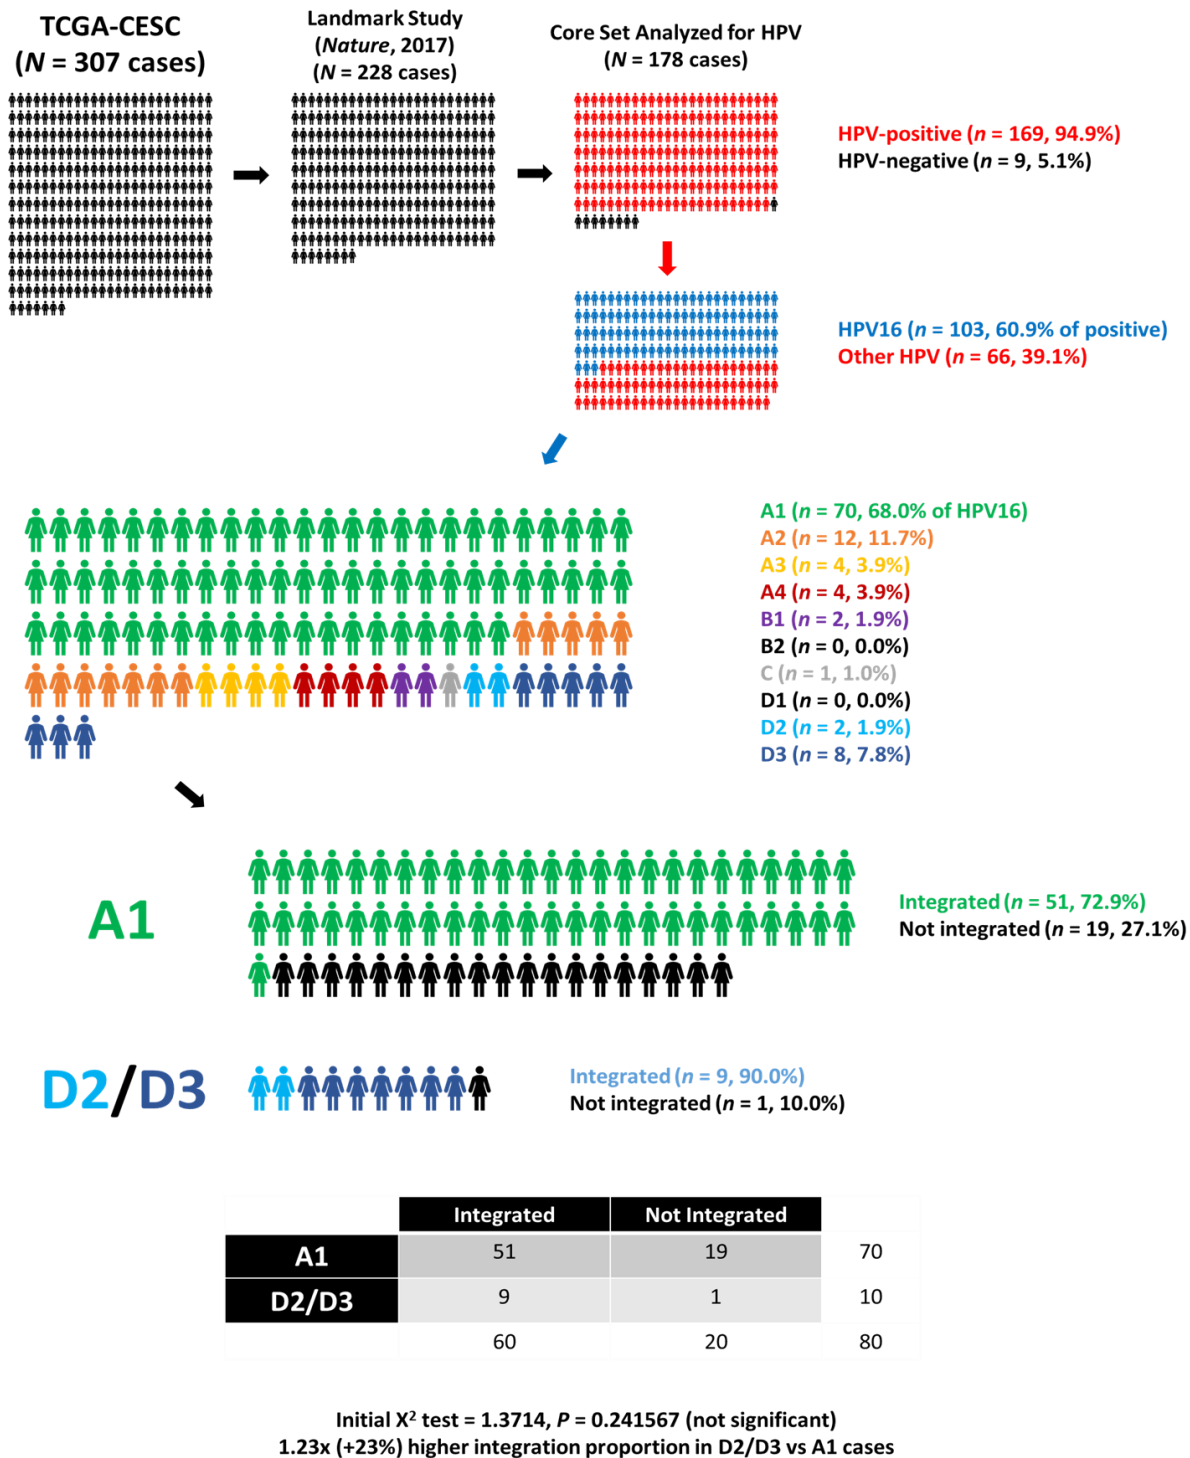 TCGA-CESC
(N = 307 cases)
Landmark Study
(Nature, 2017)
(N = 228 cases)
Core Set Analyzed for HPV
(N = 178 cases)
HPV-positive (n = 169, 94.9%)
HPV-negative (n = 9, 5.1%)
HPV16 (n = 103, 60.9% of positive)
Other HPV (n = 66, 39.1%)
A1 (n = 70, 68.0% of HPV16)
A2 (n = 12, 11.7%)
A3 (n = 4, 3.9%)
A4 (n = 4, 3.9%)
B1 (n = 2, 1.9%)
B2 (n = 0, 0.0%)
C (n = 1, 1.0%)
D1 (n = 0, 0.0%)
D2 (n = 2, 1.9%)
D3 (n = 8, 7.8%)
A1
Integrated (n = 51, 72.9%)
Not integrated (n = 19, 27.1%)
D2/D3
Integrated (n = 9, 90.0%)
Not integrated (n = 1, 10.0%)
Integrated Not Integrated
A1 51 19 70
D2/D3 9 1 10
60 20 80
Initial X² test = 1.3714, P = 0.241567 (not significant)
1.23x (+23%) higher integration proportion in D2/D3 vs A1 cases